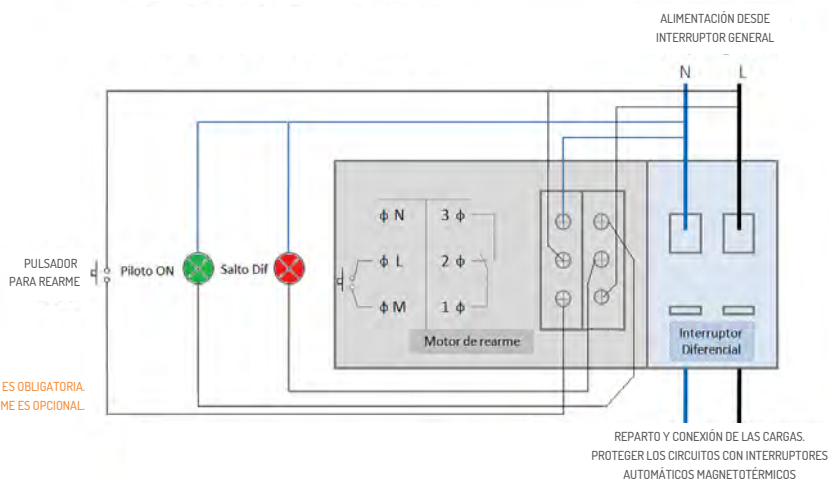 ALIMENTACIÓN DESDE
INTERRUPTOR GENERAL
N L
ϕ N 3 ϕ
ϕ L 2 ϕ
ϕ M 1 ϕ
PULSADOR
PARA REARME
Piloto ON
Salto Dif
Motor de rearme
Interruptor
Diferencial
ES OBLIGATORIA.
ME ES OPCIONAL.
REPARTO Y CONEXIÓN DE LAS CARGAS.
PROTEGER LOS CIRCUITOS CON INTERRUPTORES
AUTOMÁTICOS MAGNETOTÉRMICOS